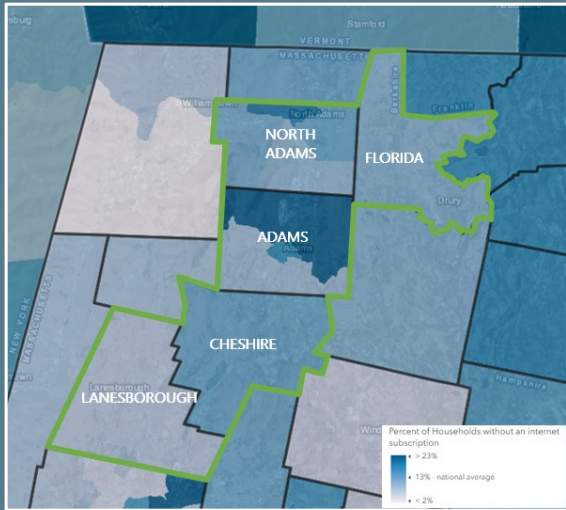 Stamford
VERMONT
MASSACHUSETTS
Berkshire
Franklin
North Adams
NORTH
ADAMS
FLORIDA
Drury
ADAMS
Adams
NEW YORK
MASSACHUSETTS
CHESHIRE
Lanesborough
LANESBOROUGH
Hampshire
Percent of Households without an internet
subscription
> 23%
13% - national average
< 2%